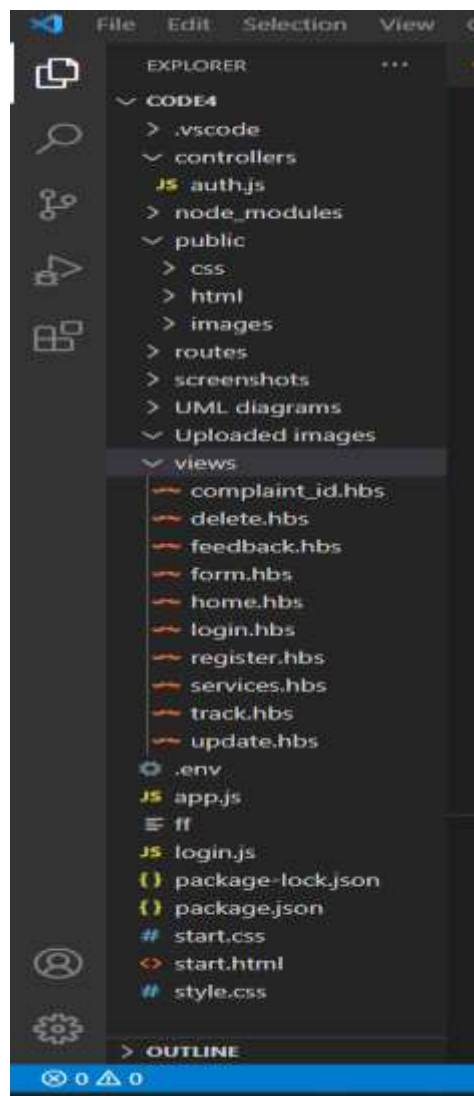 File Edit Selection View
EXPLORER ...
CODE4
.vscode
controllers
JS auth.js
node_modules
public
css
html
images
routes
screenshots
UML diagrams
Uploaded images
views
complaint_id.hbs
delete.hbs
feedback.hbs
form.hbs
home.hbs
login.hbs
register.hbs
services.hbs
track.hbs
update.hbs
.env
JS app.js
ff
JS login.js
{} package-lock.json
{} package.json
# start.css
<> start.html
# style.css
OUTLINE
0 0